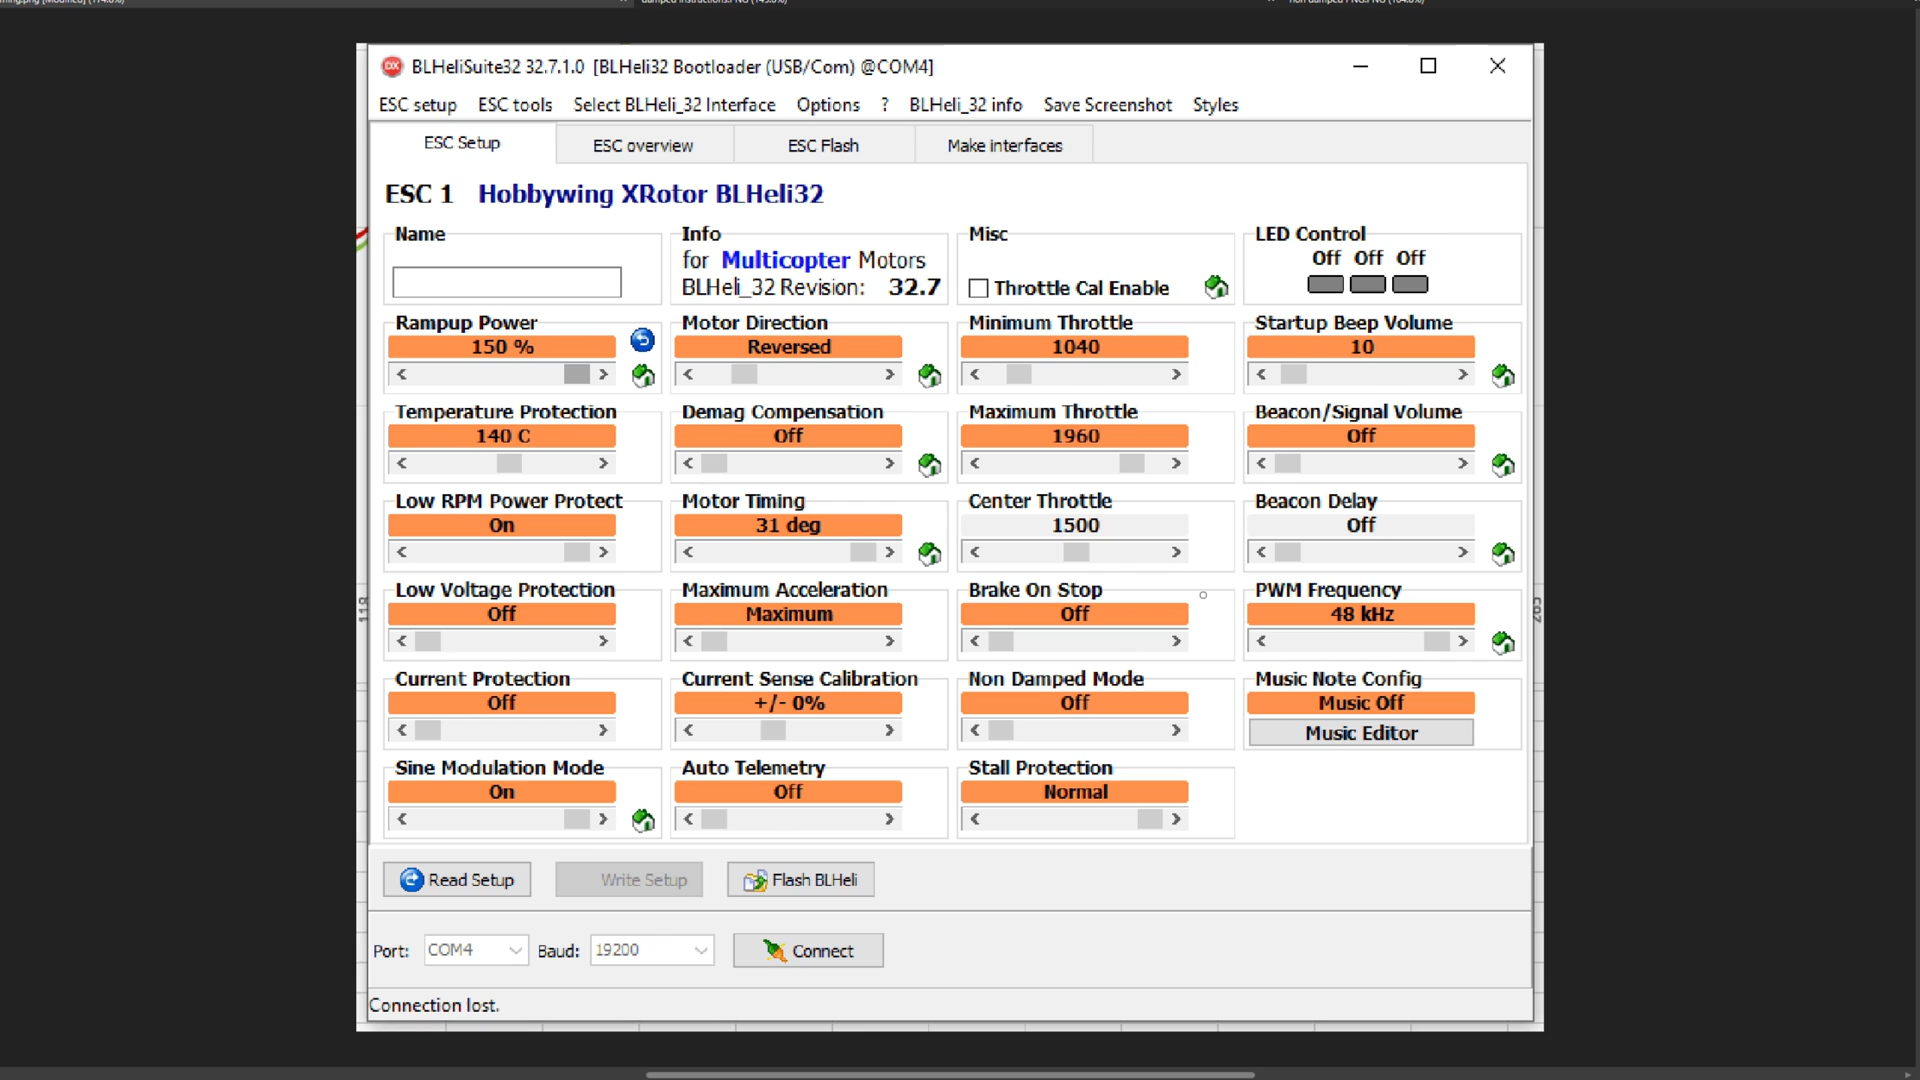 BLHeliSuite32 32.7.1.0 [BLHeli32 Bootloader (USB/Com) @COM4]
ESC setup ESC tools Select BLHeli_32 Interface Options ? BLHeli_32 info Save Screenshot Styles
ESC Setup ESC overview ESC Flash Make interfaces
ESC 1 Hobbywing XRotor BLHeli32
Name
Info
for Multicopter Motors
BLHeli_32 Revision: 32.7
Misc
Throttle Cal Enable
LED Control
Off Off Off
Rampup Power
150 %
Motor Direction
Reversed
Minimum Throttle
1040
Startup Beep Volume
10
Temperature Protection
140 C
Demag Compensation
Off
Maximum Throttle
1960
Beacon/Signal Volume
Off
Low RPM Power Protect
On
Motor Timing
31 deg
Center Throttle
1500
Beacon Delay
Off
Low Voltage Protection
Off
Maximum Acceleration
Maximum
Brake On Stop
Off
PWM Frequency
48 kHz
Current Protection
Off
Current Sense Calibration
+/- 0%
Non Damped Mode
Off
Music Note Config
Music Off
Music Editor
Sine Modulation Mode
On
Auto Telemetry
Off
Stall Protection
Normal
Read Setup Write Setup Flash BLHeli
Port: COM4 Baud: 19200 Connect
Connection lost.